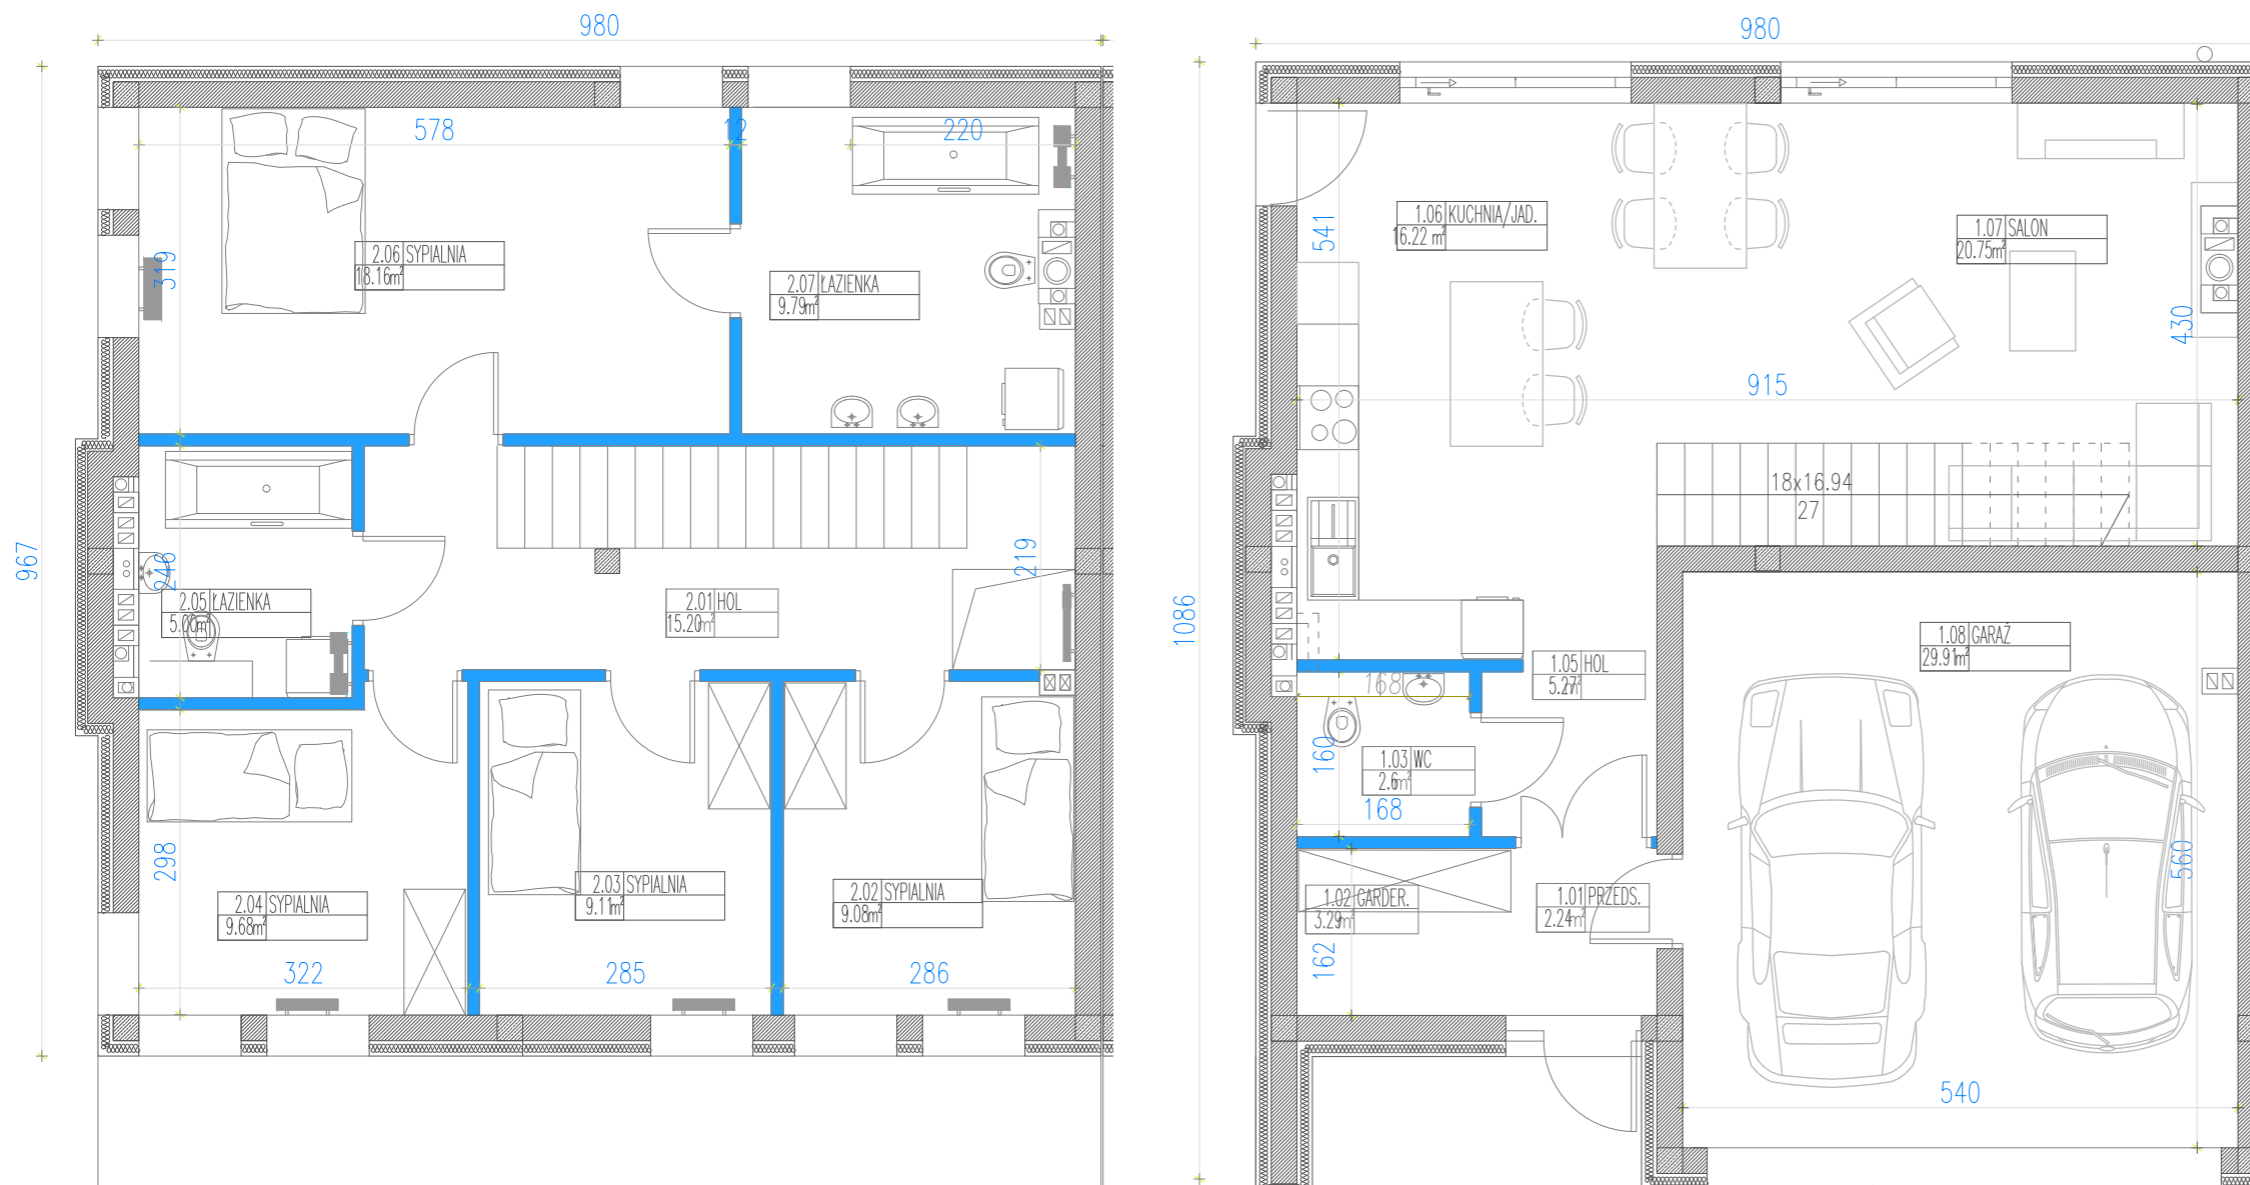 980
578
12
220
319
2.06 SYPIALNIA
18.16m²
2.07 ŁAZIENKA
9.79m²
967
246
219
2.05 ŁAZIENKA
5.00m²
2.01 HOL
15.20m²
298
2.04 SYPIALNIA
9.68m²
2.03 SYPIALNIA
9.11m²
2.02 SYPIALNIA
9.08m²
322
285
286
980
541
1.06 KUCHNIA/JAD.
16.22 m²
1.07 SALON
20.75m²
430
915
18x16.94
27
1086
1.08 GARAŻ
29.91m²
1.05 HOL
5.27m²
168
160
1.03 WC
2.6m²
168
560
1.02 GARDER.
3.29m²
1.01 PRZEDS.
2.24m²
162
540